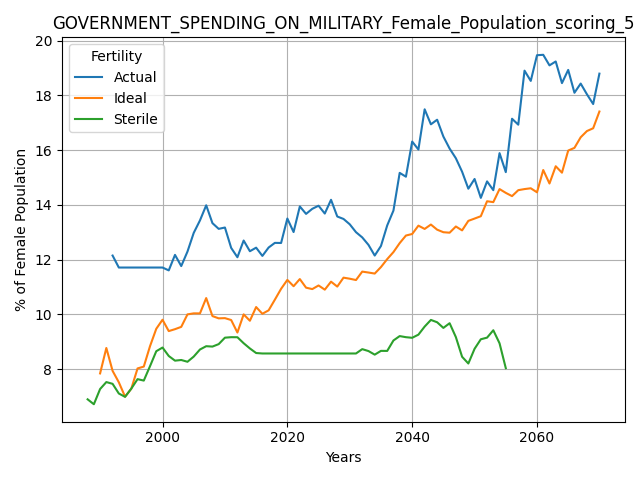 GOVERNMENT_SPENDING_ON_MILITARY_Female_Population_scoring_5
Fertility
Actual
Ideal
Sterile
% of Female Population
20
18
16
14
12
10
8
2000
2020
2040
2060
Years